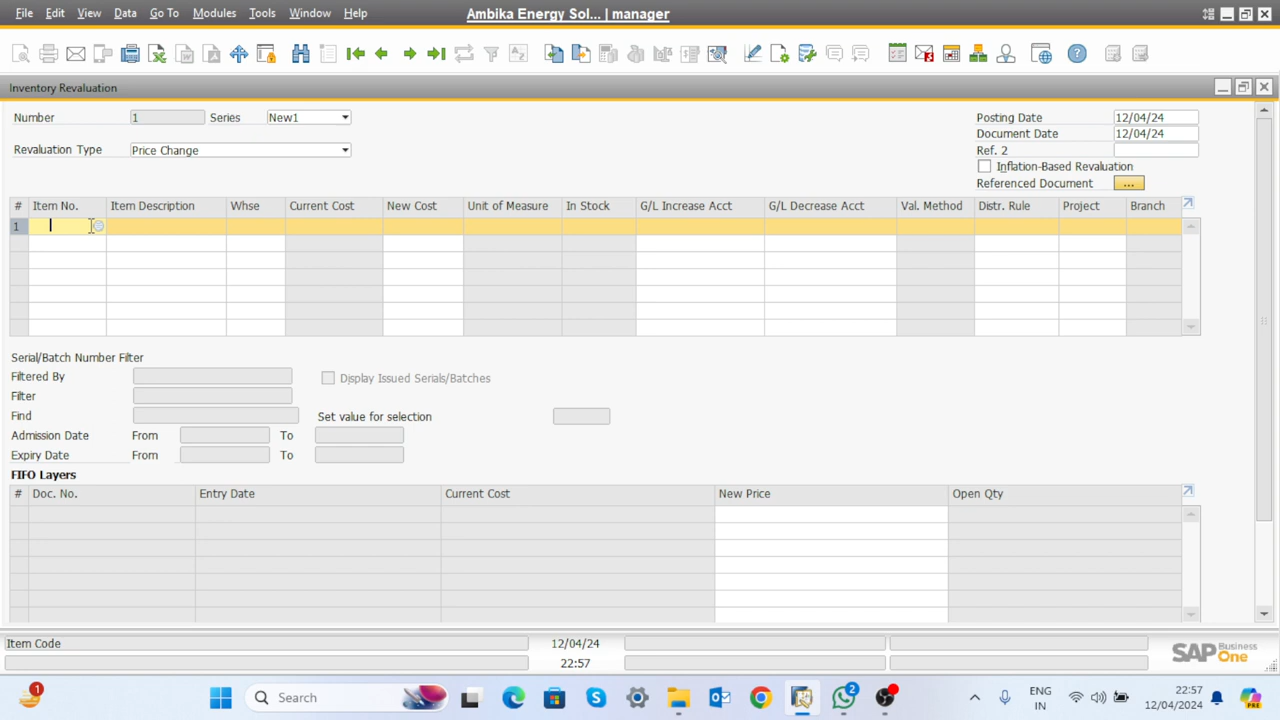 File Edit View Data Go To Modules Tools Window Help
Ambika Energy Sol... | manager
Inventory Revaluation
Number 1 Series New1
Posting Date 12/04/24
Document Date 12/04/24
Revaluation Type Price Change
Ref. 2
Inflation-Based Revaluation
Referenced Document ...
# Item No. Item Description Whse Current Cost New Cost Unit of Measure In Stock G/L Increase Acct G/L Decrease Acct Val. Method Distr. Rule Project Branch
1
Serial/Batch Number Filter
Filtered By Display Issued Serials/Batches
Filter
Find Set value for selection
Admission Date From To
Expiry Date From To
FIFO Layers
# Doc. No. Entry Date Current Cost New Price Open Qty
Item Code 12/04/24
22:57
SAP Business One
1 Search 2 ENG IN 22:57 12/04/2024 PRE